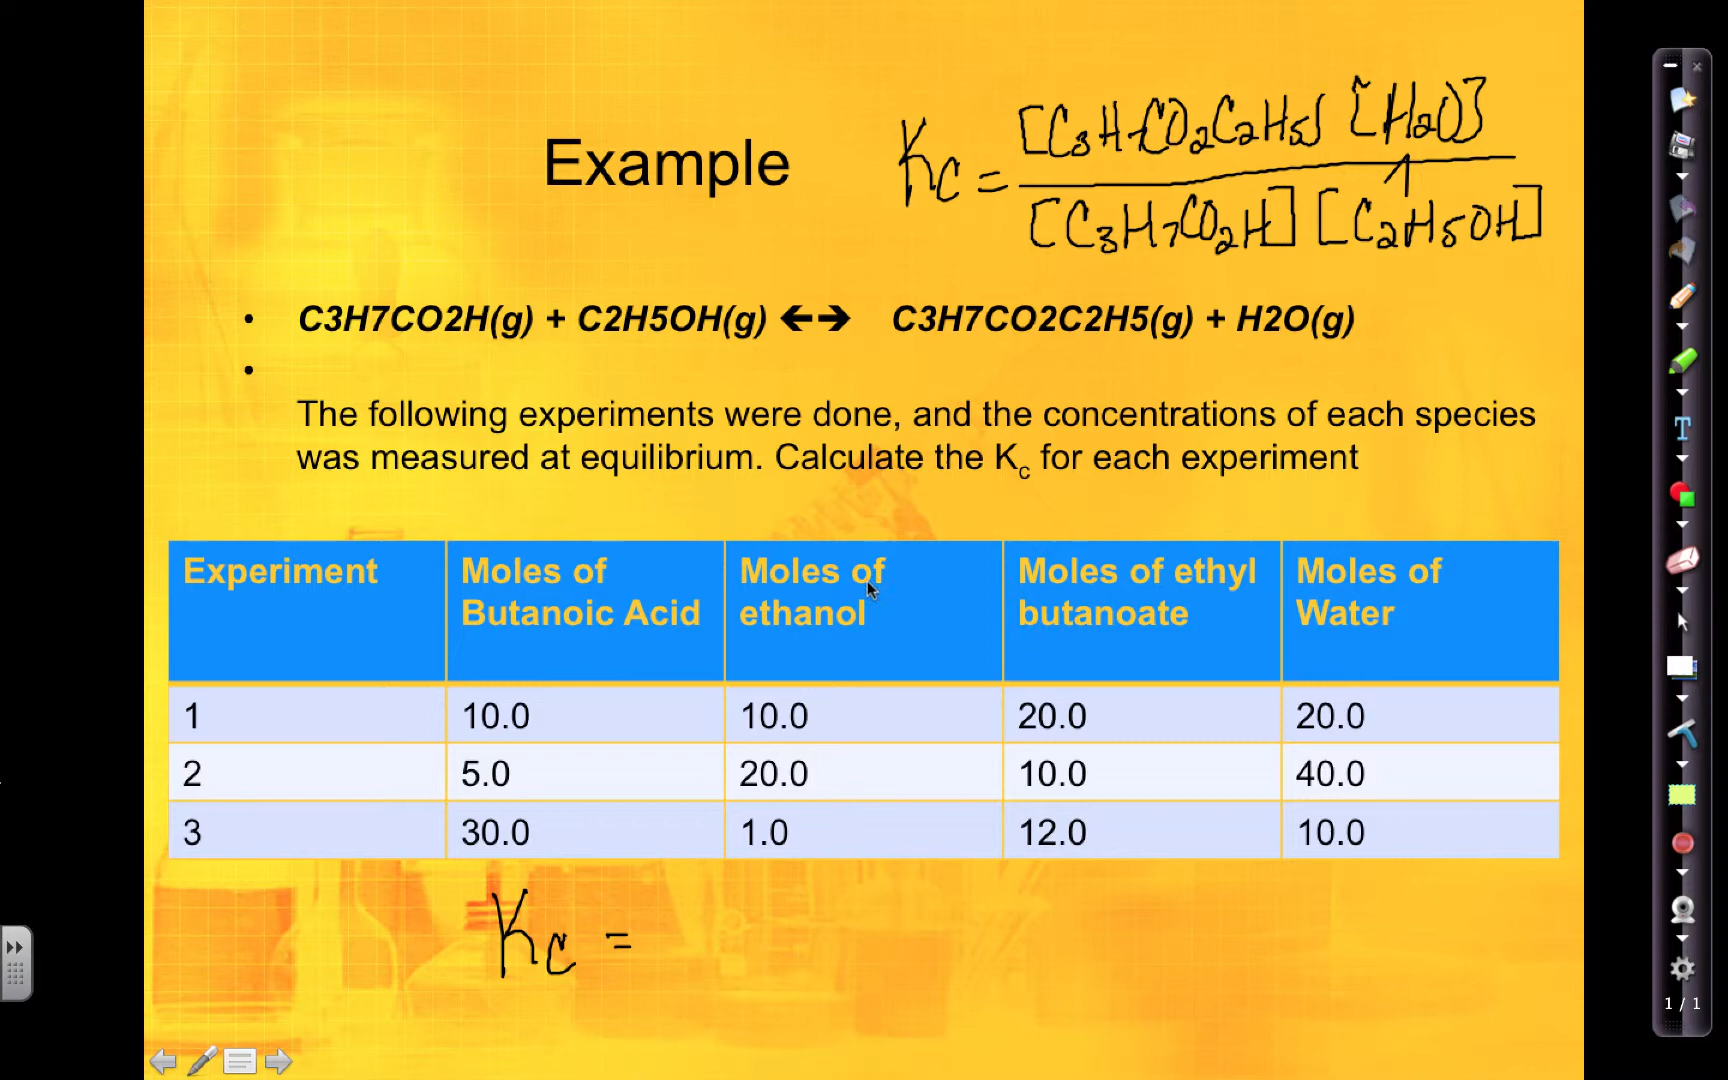 Example
Kc = [C3H7CO2C2H5] [H2O]
[C3H7CO2H] [C2H5OH]
• C3H7CO2H(g) + C2H5OH(g) 🡨🡪 C3H7CO2C2H5(g) + H2O(g)
•
The following experiments were done, and the concentrations of each species
was measured at equilibrium. Calculate the Kc for each experiment
Experiment Moles of Butanoic Acid Moles of ethanol Moles of ethyl butanoate Moles of Water
1 10.0 10.0 20.0 20.0
2 5.0 20.0 10.0 40.0
3 30.0 1.0 12.0 10.0
Kc =
1 / 1